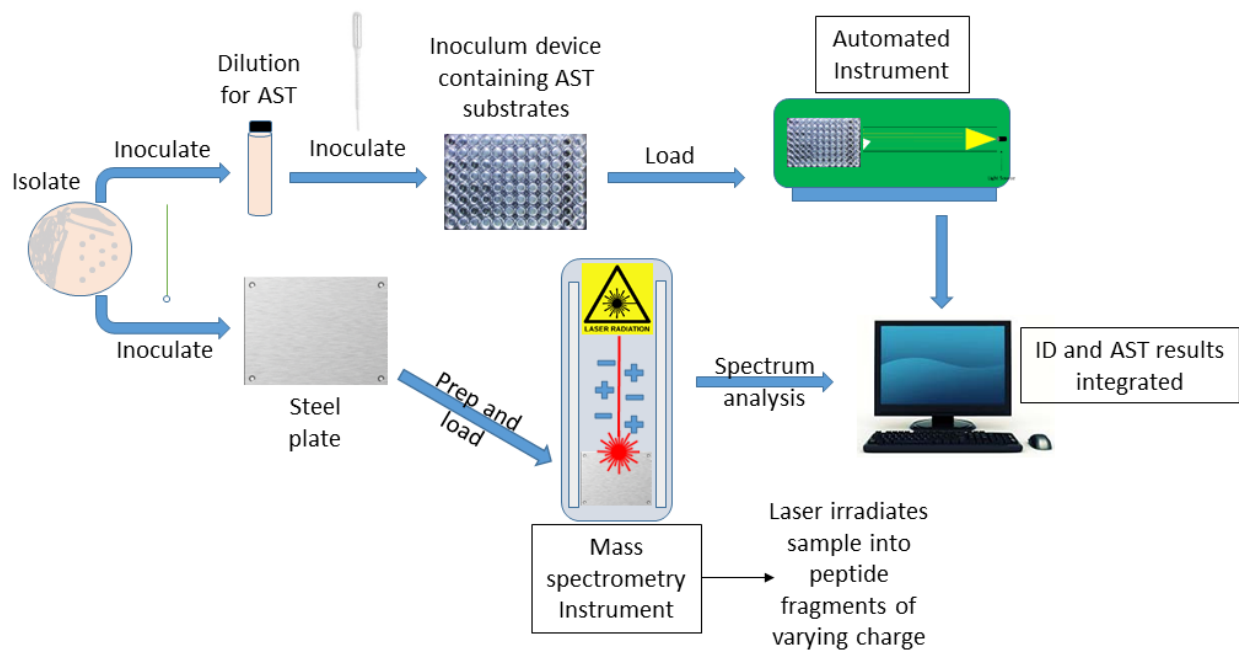 Isolate
Inoculate
Dilution
for AST
Inoculate
Inoculum device
containing AST
substrates
Load
Automated
Instrument
Inoculate
Steel
plate
Prep and
load
LASER RADIATION
Mass
spectrometry
Instrument
Laser irradiates
sample into
peptide
fragments of
varying charge
Spectrum
analysis
ID and AST results
integrated